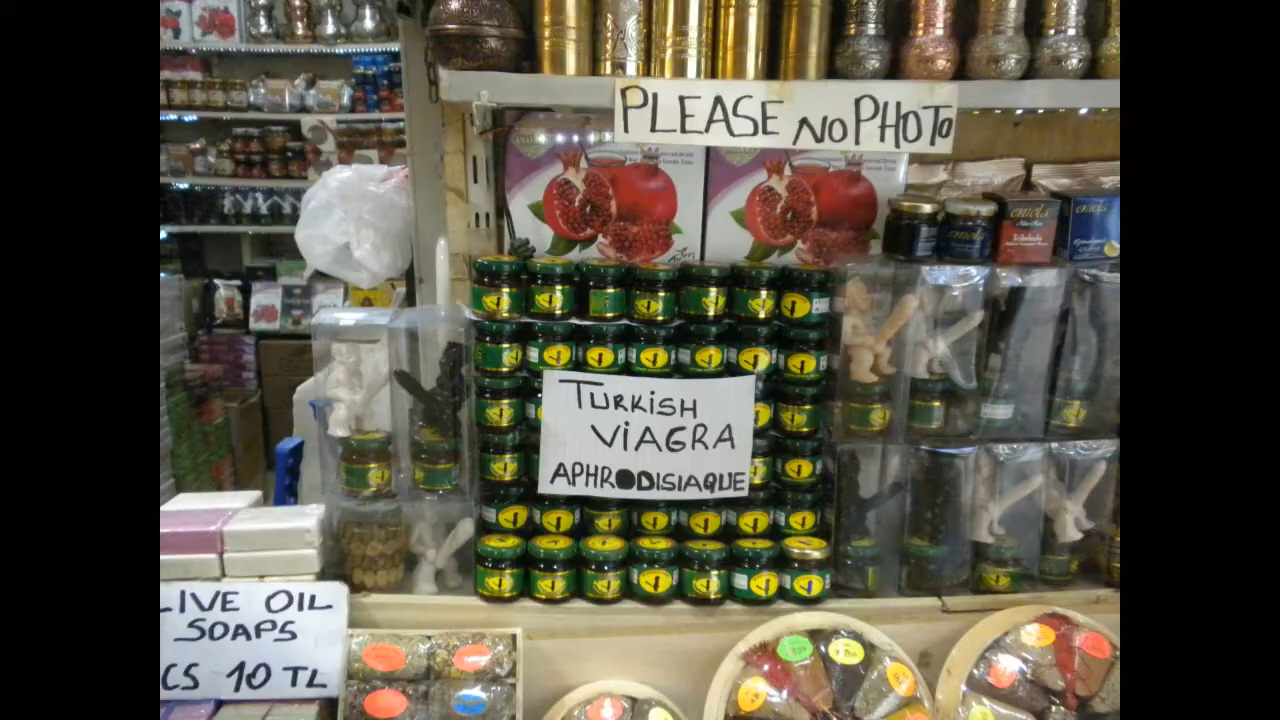 PLEASE NO PHOTO
TURKISH
VIAGRA
APHRODISIAQUE
LIVE OIL
SOAPS
CS 10 TL